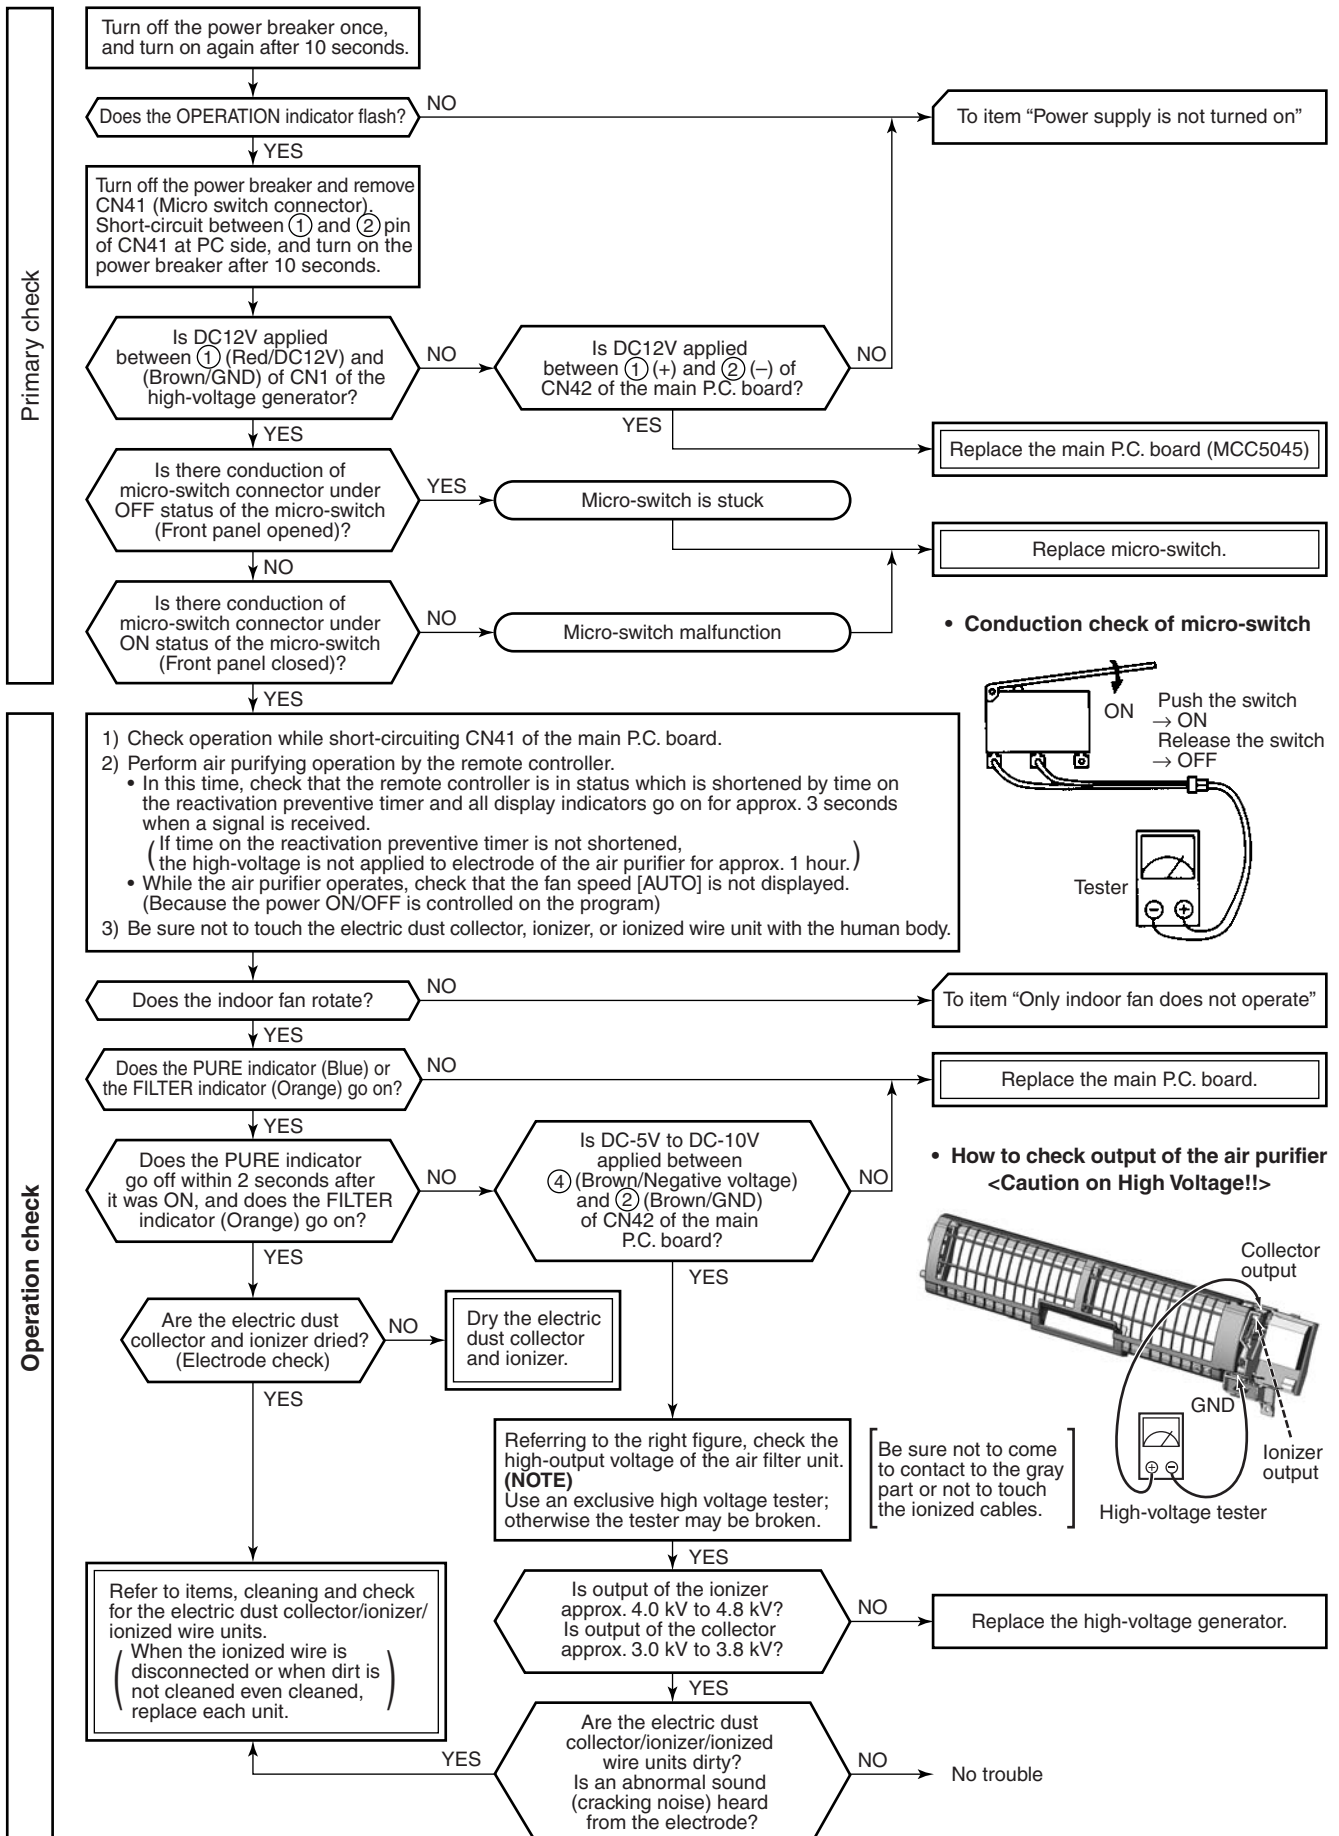 Primary check
Turn off the power breaker once,
and turn on again after 10 seconds.
Does the OPERATION indicator flash?
NO
To item “Power supply is not turned on”
YES
Turn off the power breaker and remove
CN41 (Micro switch connector).
Short-circuit between ① and ② pin
of CN41 at PC side, and turn on the
power breaker after 10 seconds.
Is DC12V applied
between ① (Red/DC12V) and
(Brown/GND) of CN1 of the
high-voltage generator?
NO
Is DC12V applied
between ① (+) and ② (–) of
CN42 of the main P.C. board?
NO
YES
YES
Replace the main P.C. board (MCC5045)
Is there conduction of
micro-switch connector under
OFF status of the micro-switch
(Front panel opened)?
YES
Micro-switch is stuck
Replace micro-switch.
NO
Is there conduction of
micro-switch connector under
ON status of the micro-switch
(Front panel closed)?
NO
Micro-switch malfunction
YES
• Conduction check of micro-switch
ON
Push the switch
→ ON
Release the switch
→ OFF
Tester
⊖ ⊕
Operation check
1) Check operation while short-circuiting CN41 of the main P.C. board.
2) Perform air purifying operation by the remote controller.
• In this time, check that the remote controller is in status which is shortened by time on
the reactivation preventive timer and all display indicators go on for approx. 3 seconds
when a signal is received.
(If time on the reactivation preventive timer is not shortened,
the high-voltage is not applied to electrode of the air purifier for approx. 1 hour.)
• While the air purifier operates, check that the fan speed [AUTO] is not displayed.
(Because the power ON/OFF is controlled on the program)
3) Be sure not to touch the electric dust collector, ionizer, or ionized wire unit with the human body.
Does the indoor fan rotate?
NO
To item “Only indoor fan does not operate”
YES
Does the PURE indicator (Blue) or
the FILTER indicator (Orange) go on?
NO
Replace the main P.C. board.
YES
Does the PURE indicator
go off within 2 seconds after
it was ON, and does the FILTER
indicator (Orange) go on?
NO
Is DC-5V to DC-10V
applied between
④ (Brown/Negative voltage)
and ② (Brown/GND)
of CN42 of the main
P.C. board?
NO
YES
YES
• How to check output of the air purifier
<Caution on High Voltage!!>
Collector
output
GND
Ionizer
output
⊕ ⊖
High-voltage tester
Are the electric dust
collector and ionizer dried?
(Electrode check)
NO
Dry the electric
dust collector
and ionizer.
YES
Referring to the right figure, check the
high-output voltage of the air filter unit.
(NOTE)
Use an exclusive high voltage tester;
otherwise the tester may be broken.
[Be sure not to come
to contact to the gray
part or not to touch
the ionized cables.]
YES
Refer to items, cleaning and check
for the electric dust collector/ionizer/
ionized wire units.
(When the ionized wire is
disconnected or when dirt is
not cleaned even cleaned,
replace each unit.)
Is output of the ionizer
approx. 4.0 kV to 4.8 kV?
Is output of the collector
approx. 3.0 kV to 3.8 kV?
NO
Replace the high-voltage generator.
YES
Are the electric dust
collector/ionizer/ionized
wire units dirty?
Is an abnormal sound
(cracking noise) heard
from the electrode?
YES
NO
No trouble